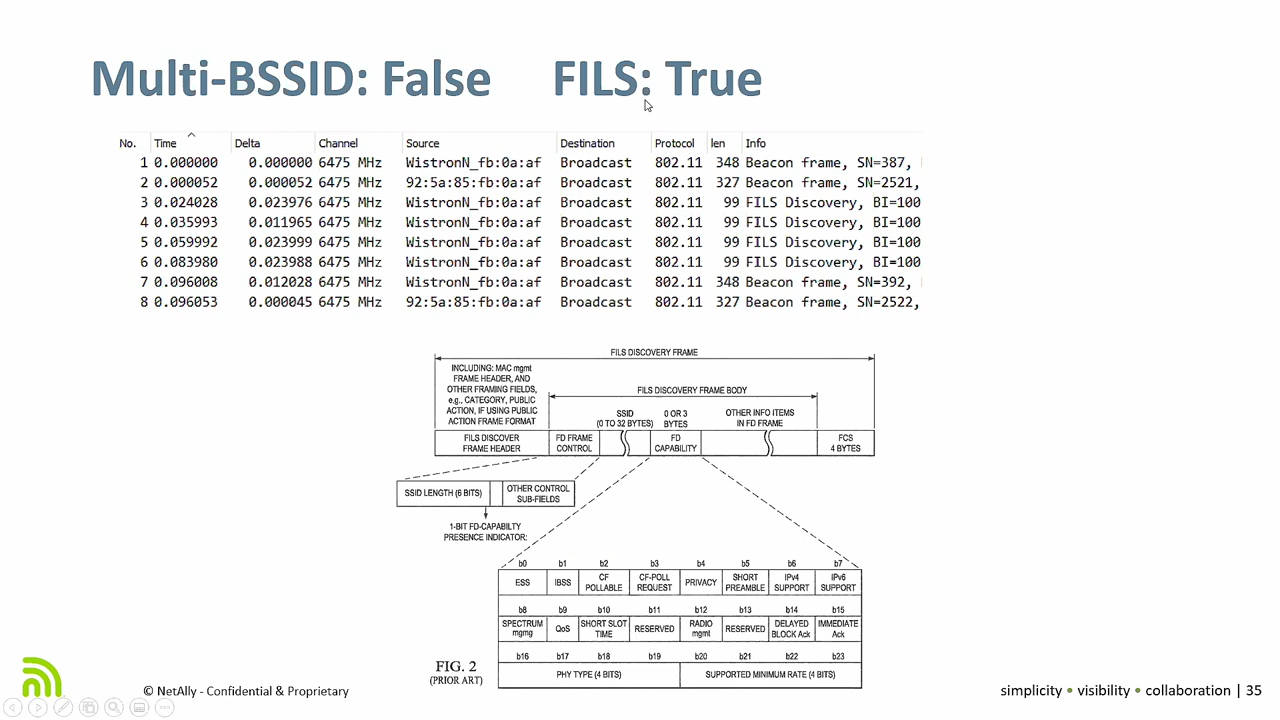 Multi-BSSID: False FILS: True
No. Time Delta Channel Source Destination Protocol len Info
1 0.000000 0.000000 6475 MHz WistronN_fb:0a:af Broadcast 802.11 348 Beacon frame, SN=387,
2 0.000052 0.000052 6475 MHz 92:5a:85:fb:0a:af Broadcast 802.11 327 Beacon frame, SN=2521,
3 0.024028 0.023976 6475 MHz WistronN_fb:0a:af Broadcast 802.11 99 FILS Discovery, BI=100
4 0.035993 0.011965 6475 MHz WistronN_fb:0a:af Broadcast 802.11 99 FILS Discovery, BI=100
5 0.059992 0.023999 6475 MHz WistronN_fb:0a:af Broadcast 802.11 99 FILS Discovery, BI=100
6 0.083980 0.023988 6475 MHz WistronN_fb:0a:af Broadcast 802.11 99 FILS Discovery, BI=100
7 0.096008 0.012028 6475 MHz WistronN_fb:0a:af Broadcast 802.11 348 Beacon frame, SN=392,
8 0.096053 0.000045 6475 MHz 92:5a:85:fb:0a:af Broadcast 802.11 327 Beacon frame, SN=2522,
FILS DISCOVERY FRAME
INCLUDING: MAC mgmt
FRAME HEADER, AND
OTHER FRAMING FIELDS,
e.g., CATEGORY, PUBLIC
ACTION, IF USING PUBLIC
ACTION FRAME FORMAT
FILS DISCOVERY FRAME BODY
SSID
(0 TO 32 BYTES)
0 OR 3
BYTES
OTHER INFO ITEMS
IN FD FRAME
FILS DISCOVER
FRAME HEADER
FD FRAME
CONTROL
FD
CAPABILITY
FCS
4 BYTES
SSID LENGTH (6 BITS)
OTHER CONTROL
SUB-FIELDS
1-BIT FD-CAPABILTY
PRESENCE INDICATOR:
b0 b1 b2 b3 b4 b5 b6 b7
ESS
IBSS
CF
POLLABLE
CF-POLL
REQUEST
PRIVACY
SHORT
PREAMBLE
IPv4
SUPPORT
IPv6
SUPPORT
b8 b9 b10 b11 b12 b13 b14 b15
SPECTRUM
mgmg
QoS
SHORT SLOT
TIME
RESERVED
RADIO
mgmt
RESERVED
DELAYED
BLOCK Ack
IMMEDIATE
Ack
b16 b17 b18 b19 b20 b21 b22 b23
PHY TYPE (4 BITS)
SUPPORTED MINIMUM RATE (4 BITS)
FIG. 2
(PRIOR ART)
© NetAlly - Confidential & Proprietary
simplicity • visibility • collaboration | 35